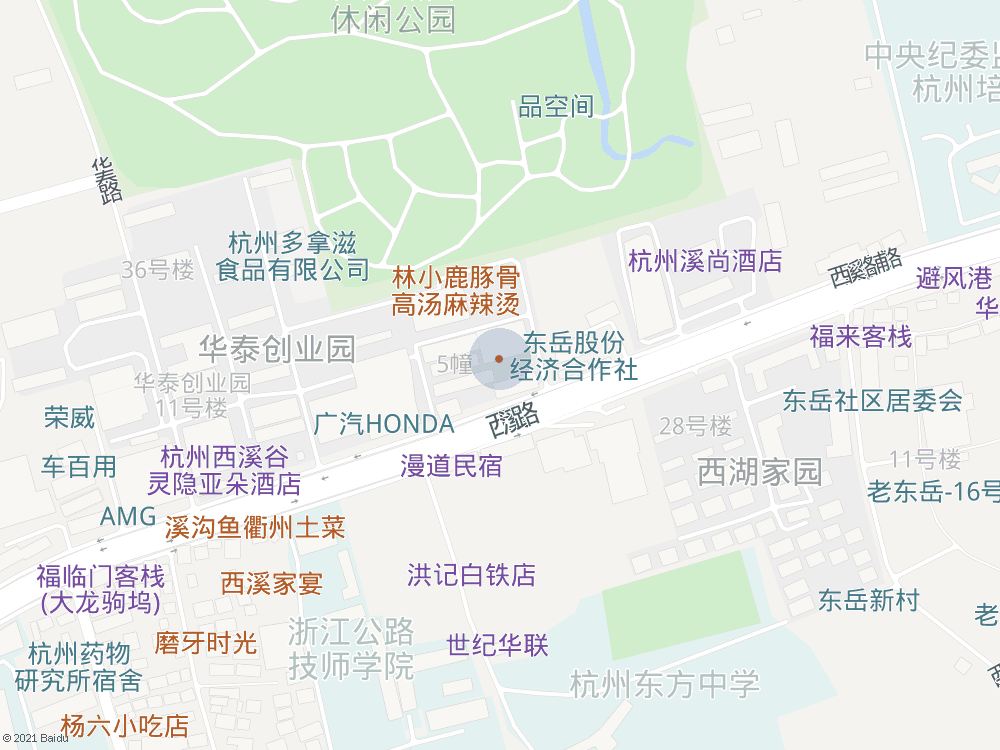 休闲公园
中央纪委监
杭州培
品空间
华泰路
杭州多拿滋
食品有限公司
36号楼
林小鹿豚骨
高汤麻辣烫
杭州溪尚酒店
西溪路辅路
避风港
华
福来客栈
华泰创业园
5幢
东岳股份
经济合作社
华泰创业园
11号楼
荣威
广汽HONDA
西溪路
东岳社区居委会
28号楼
车百用
杭州西溪谷
灵隐亚朵酒店
漫道民宿
西湖家园
11号楼
老东岳-16号
AMG
溪沟鱼衢州土菜
福临门客栈
(大龙驹坞)
西溪家宴
洪记白铁店
东岳新村
老
浙江公路
技师学院
磨牙时光
世纪华联
杭州药物
研究所宿舍
杭州东方中学
西
杨六小吃店
© 2021 Baidu